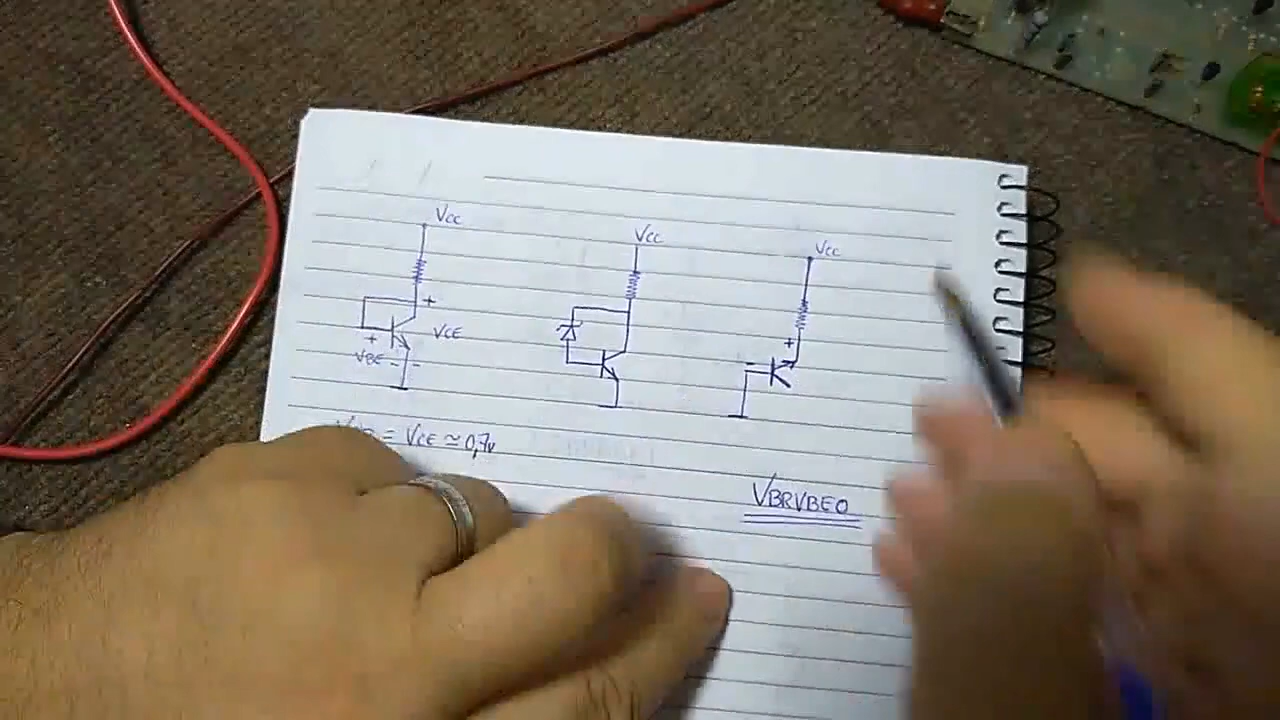 Vcc
Vcc
Vcc
+
+
VCE
+
VBE - -
-
= VCE ≃ 0,7v
VBRVBEO